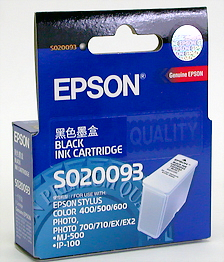 S020093
EPSON
Genuine EPSON
EPSON
黑色墨盒
BLACK
INK CARTRIDGE
QUALITY
S020093
FOR USE WITH
EPSON STYLUS
COLOR 400/500/600
PHOTO,
PHOTO 700/710/EX/EX2
•MJ-500
•IP-100